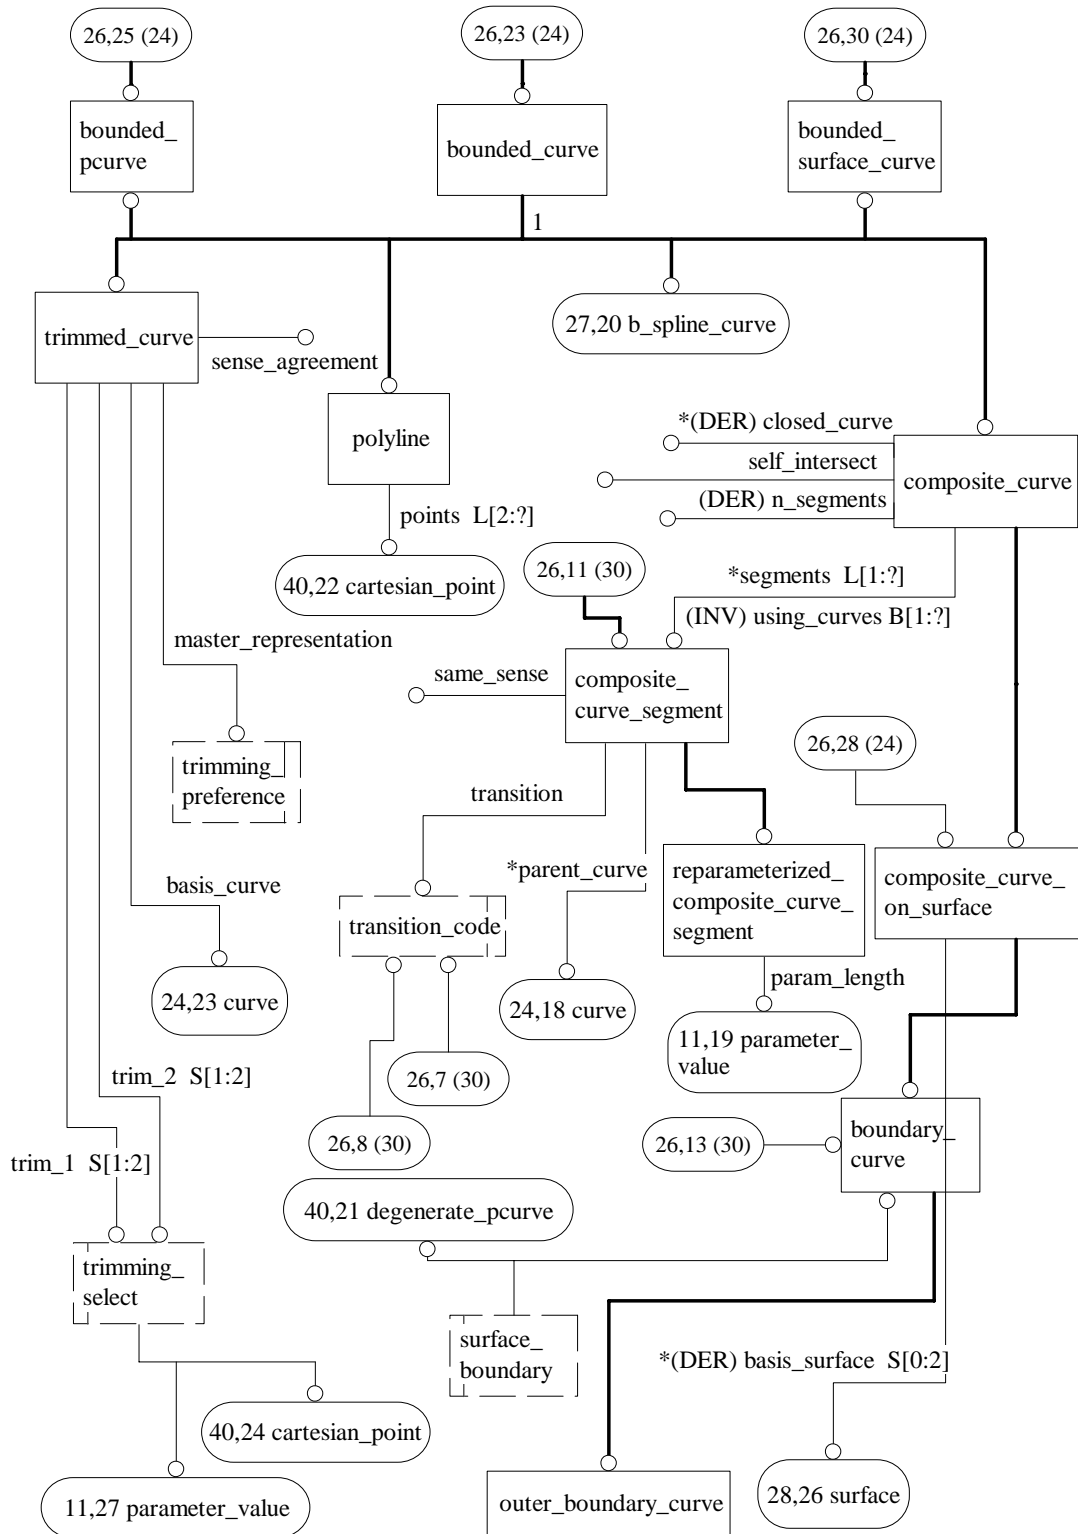 26,25 (24)
26,23 (24)
26,30 (24)
bounded_
pcurve
bounded_curve
bounded_
surface_curve
1
trimmed_curve
sense_agreement
27,20 b_spline_curve
polyline
*(DER) closed_curve
self_intersect
(DER) n_segments
composite_curve
points L[2:?]
40,22 cartesian_point
26,11 (30)
*segments L[1:?]
(INV) using_curves B[1:?]
master_representation
same_sense
composite_
curve_segment
26,28 (24)
trimming_
preference
transition
*parent_curve
reparameterized_
composite_curve_
segment
composite_curve_
on_surface
basis_curve
transition_code
24,23 curve
24,18 curve
param_length
11,19 parameter_
value
26,7 (30)
trim_2 S[1:2]
26,8 (30)
26,13 (30)
boundary_
curve
trim_1 S[1:2]
40,21 degenerate_pcurve
trimming_
select
surface_
boundary
*(DER) basis_surface S[0:2]
40,24 cartesian_point
11,27 parameter_value
outer_boundary_curve
28,26 surface